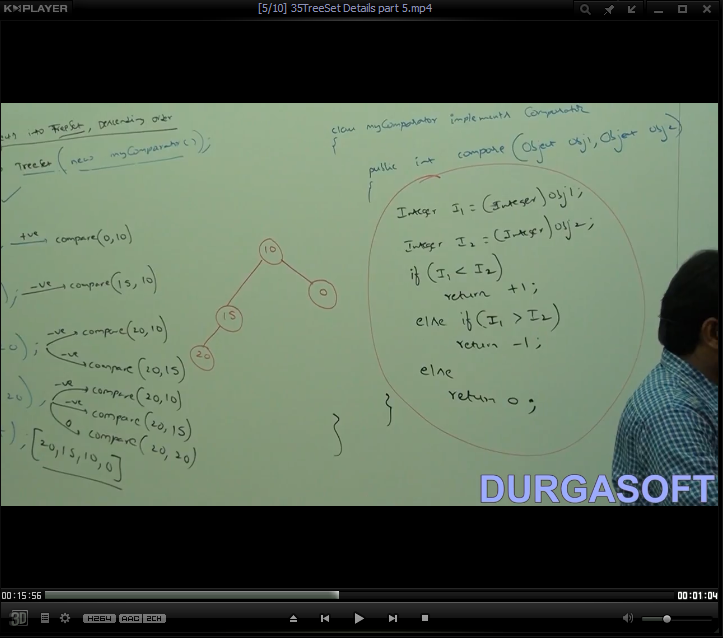 K·MPLAYER
[5/10] 35TreeSet Details part 5.mp4
into TreeSet, Descending order
TreeSet (new myComparator());
+ve compare(0,10)
); -ve compare(15, 10)
); -ve compare(20,10)
-ve compare (20,15)
20) , -ve compare (20,10)
-ve compare (20,15)
0 compare (20, 20)
); [20,15,10,0]
10
0
15
20
class myComparator implements Comparator
{
public int compare (Object obj1, Object obj2)
{
Integer I1 = (Integer) obj1;
Integer I2 = (Integer) obj2;
if (I1 < I2)
return +1;
else if (I1 > I2)
return -1;
else
return 0;
}
}
DURGASOFT
00:15:56
00:01:04
3D H264 AAC 2CH